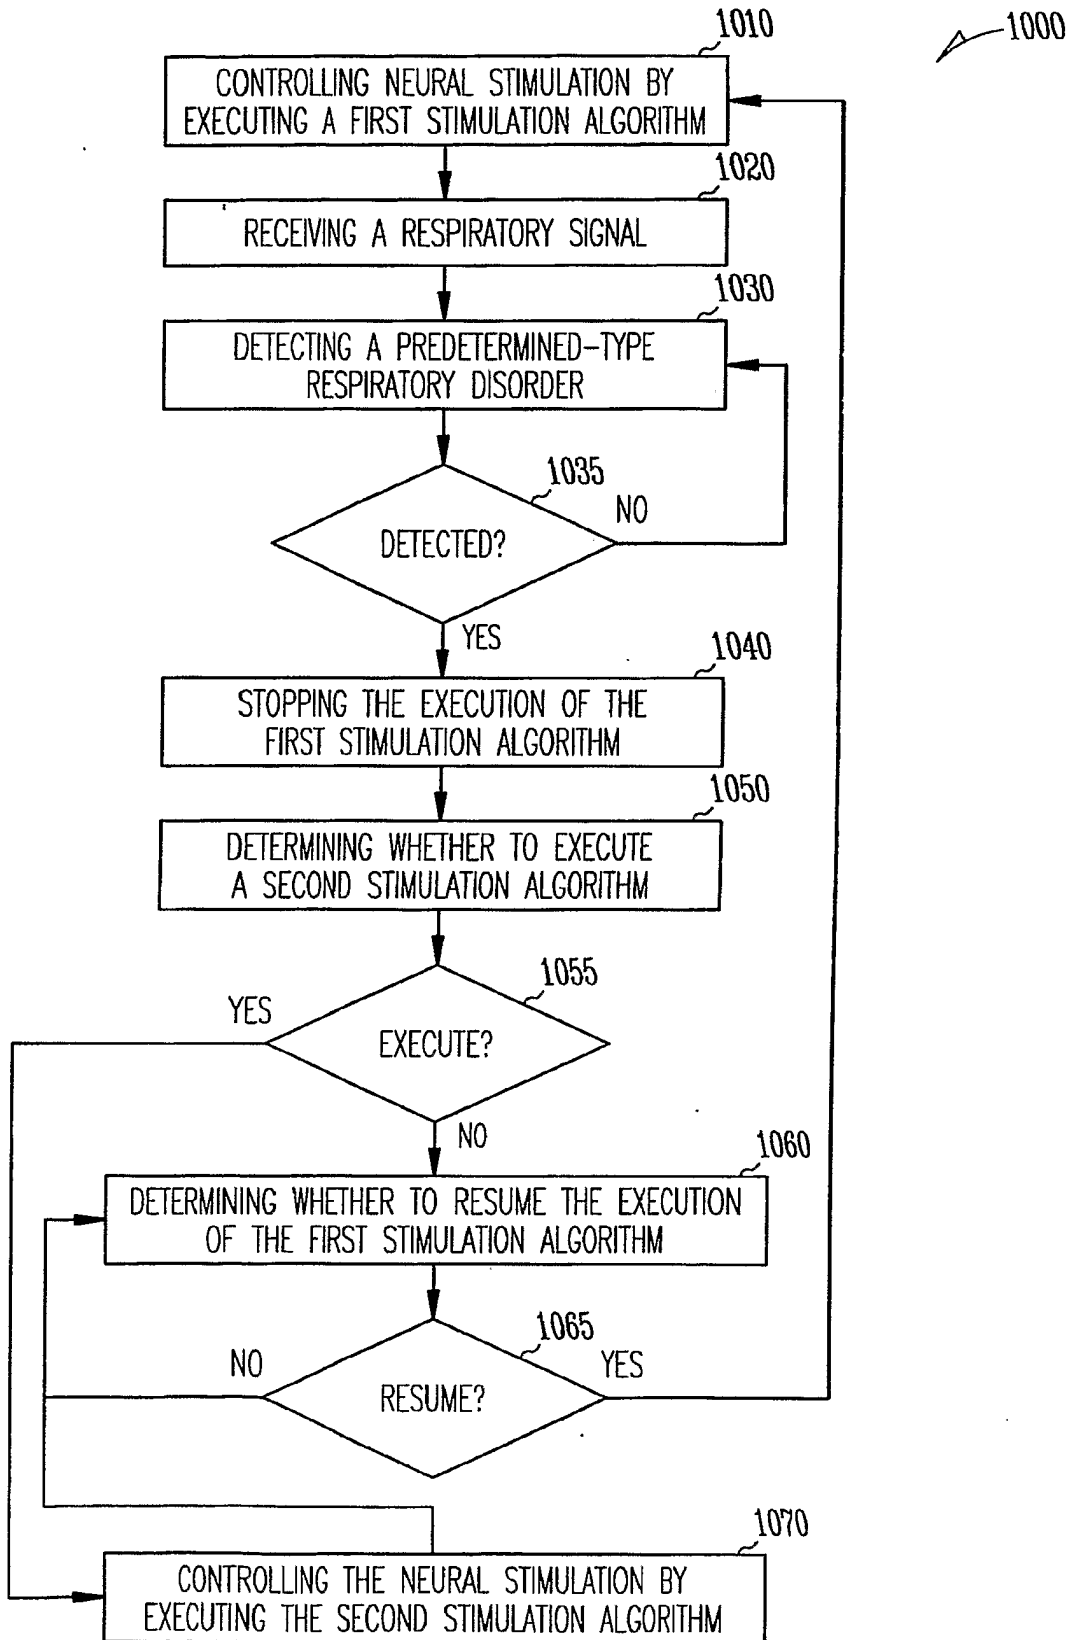 1000
1010
CONTROLLING NEURAL STIMULATION BY
EXECUTING A FIRST STIMULATION ALGORITHM
1020
RECEIVING A RESPIRATORY SIGNAL
1030
DETECTING A PREDETERMINED-TYPE
RESPIRATORY DISORDER
1035
DETECTED?
NO
YES
1040
STOPPING THE EXECUTION OF THE
FIRST STIMULATION ALGORITHM
1050
DETERMINING WHETHER TO EXECUTE
A SECOND STIMULATION ALGORITHM
1055
YES
EXECUTE?
NO
1060
DETERMINING WHETHER TO RESUME THE EXECUTION
OF THE FIRST STIMULATION ALGORITHM
1065
NO
YES
RESUME?
1070
CONTROLLING THE NEURAL STIMULATION BY
EXECUTING THE SECOND STIMULATION ALGORITHM